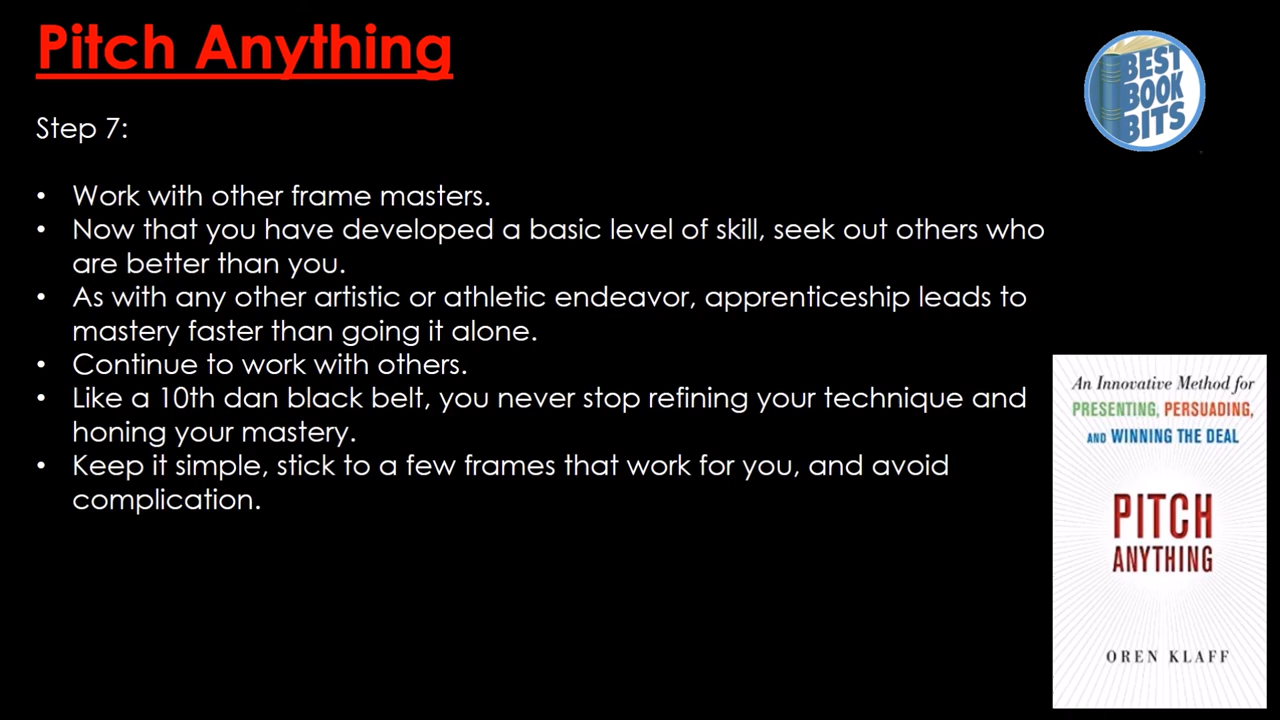 Pitch Anything
BEST
BOOK
BITS
Step 7:
• Work with other frame masters.
• Now that you have developed a basic level of skill, seek out others who
are better than you.
• As with any other artistic or athletic endeavor, apprenticeship leads to
mastery faster than going it alone.
• Continue to work with others.
• Like a 10th dan black belt, you never stop refining your technique and
honing your mastery.
• Keep it simple, stick to a few frames that work for you, and avoid
complication.
An Innovative Method for
PRESENTING, PERSUADING,
AND WINNING THE DEAL
PITCH
ANYTHING
OREN KLAFF